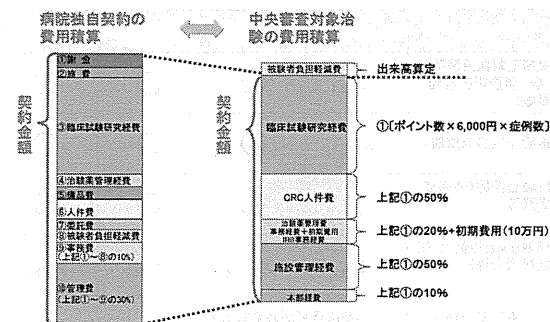 病院独自契約の
費用積算
中央審査対象治
験の費用積算
契約金額
①謝金
②旅費
③臨床試験研究経費
④治験薬管理経費
⑤備品費
⑥人件費
⑦委託費
⑧被験者負担軽減費
⑨事務費
(上記①〜⑧の10%)
⑩管理費
(上記①〜⑨の30%)
契約金額
被験者負担軽減費
臨床試験研究経費
CRC人件費
治験薬管理費
事務経費+初期費用
IRB事務経費
施設管理経費
本部経費
出来高算定
①〔ポイント数×6,000円×症例数〕
上記①の50%
上記①の20%+初期費用(10万円)
上記①の50%
上記①の10%